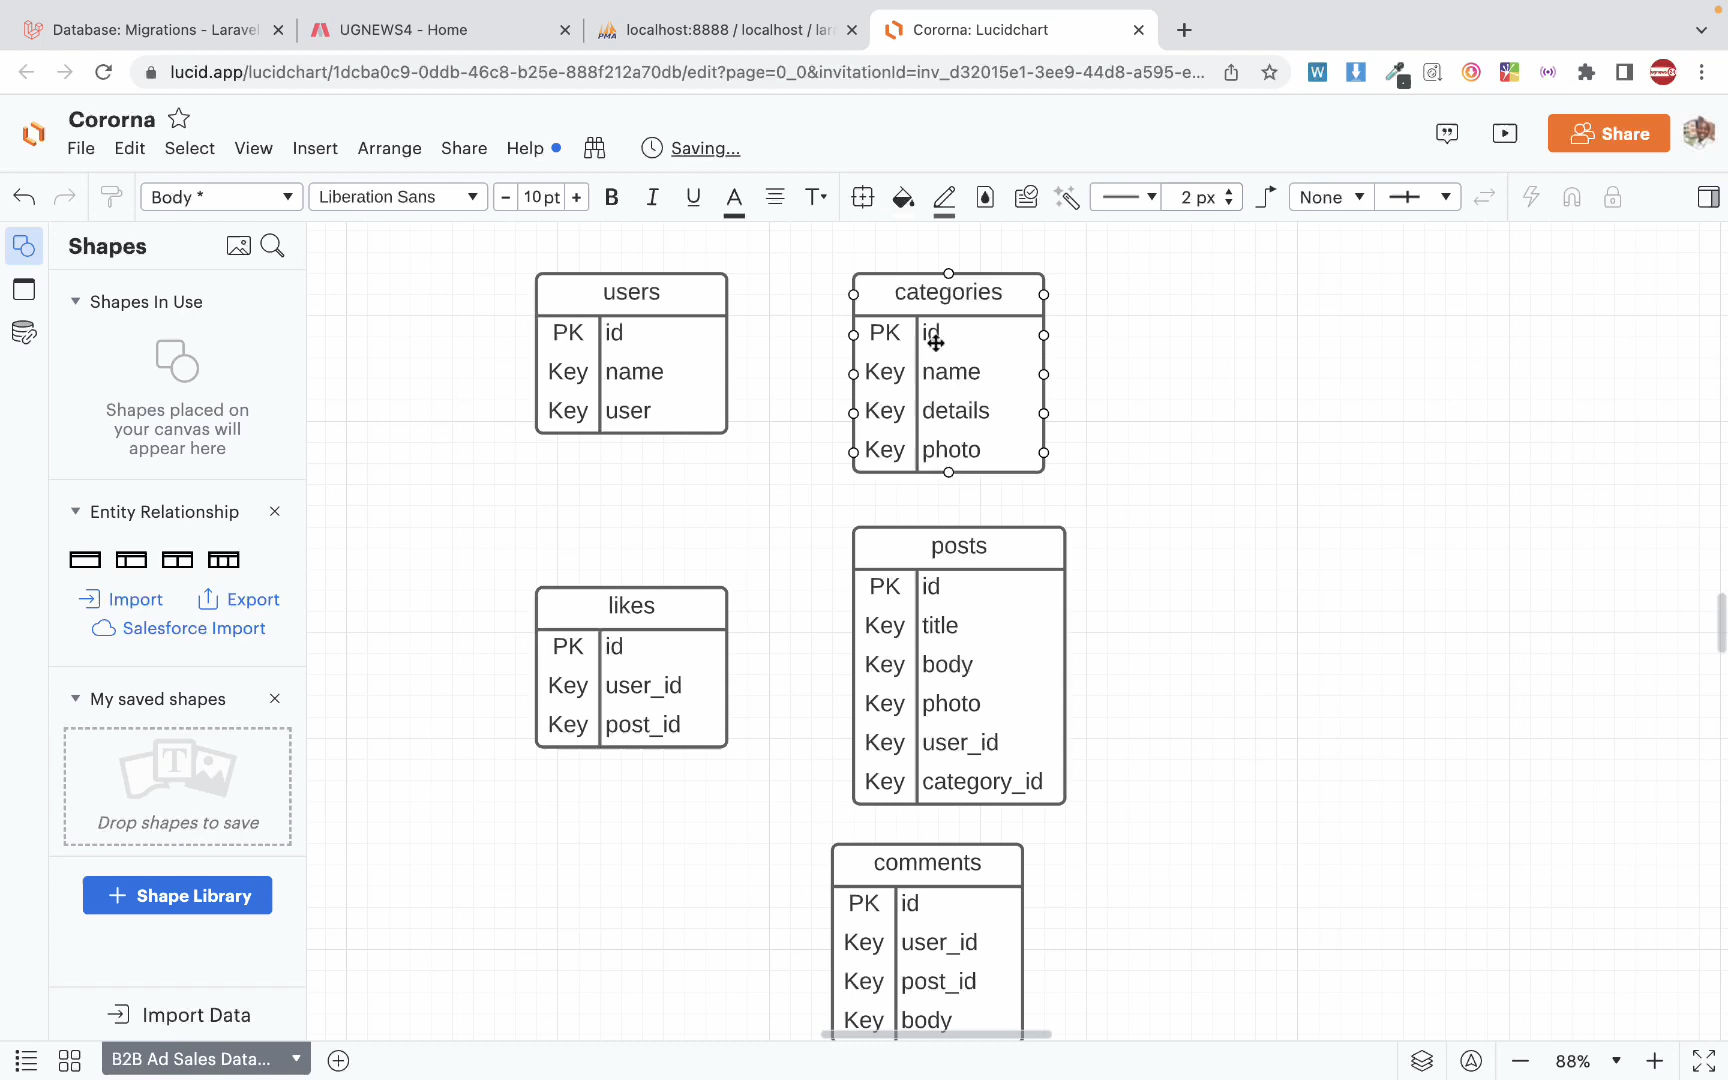 Database: Migrations - Laravel
UGNEWS4 - Home
localhost:8888 / localhost / lar
Cororna: Lucidchart
lucid.app/lucidchart/1dcba0c9-0ddb-46c8-b25e-888f212a70db/edit?page=0_0&invitationId=inv_d32015e1-3ee9-44d8-a595-e...
Cororna
File Edit Select View Insert Arrange Share Help Saving...
Share
Body * Liberation Sans 10 pt B I U A T 2 px None
Shapes
Shapes In Use
Shapes placed on
your canvas will
appear here
Entity Relationship
Import Export
Salesforce Import
My saved shapes
T
Drop shapes to save
+ Shape Library
Import Data
users
PK id
Key name
Key user
categories
PK id
Key name
Key details
Key photo
likes
PK id
Key user_id
Key post_id
posts
PK id
Key title
Key body
Key photo
Key user_id
Key category_id
comments
PK id
Key user_id
Key post_id
Key body
B2B Ad Sales Data...
88%